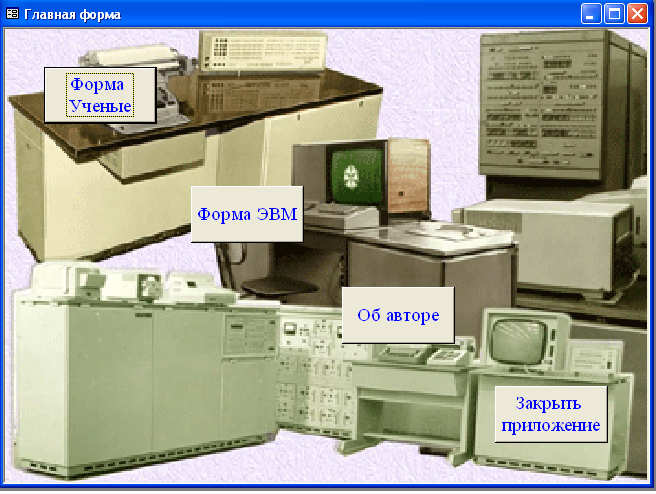 Главная форма
Форма
Ученые
Форма ЭВМ
Об авторе
Закрыть
приложение